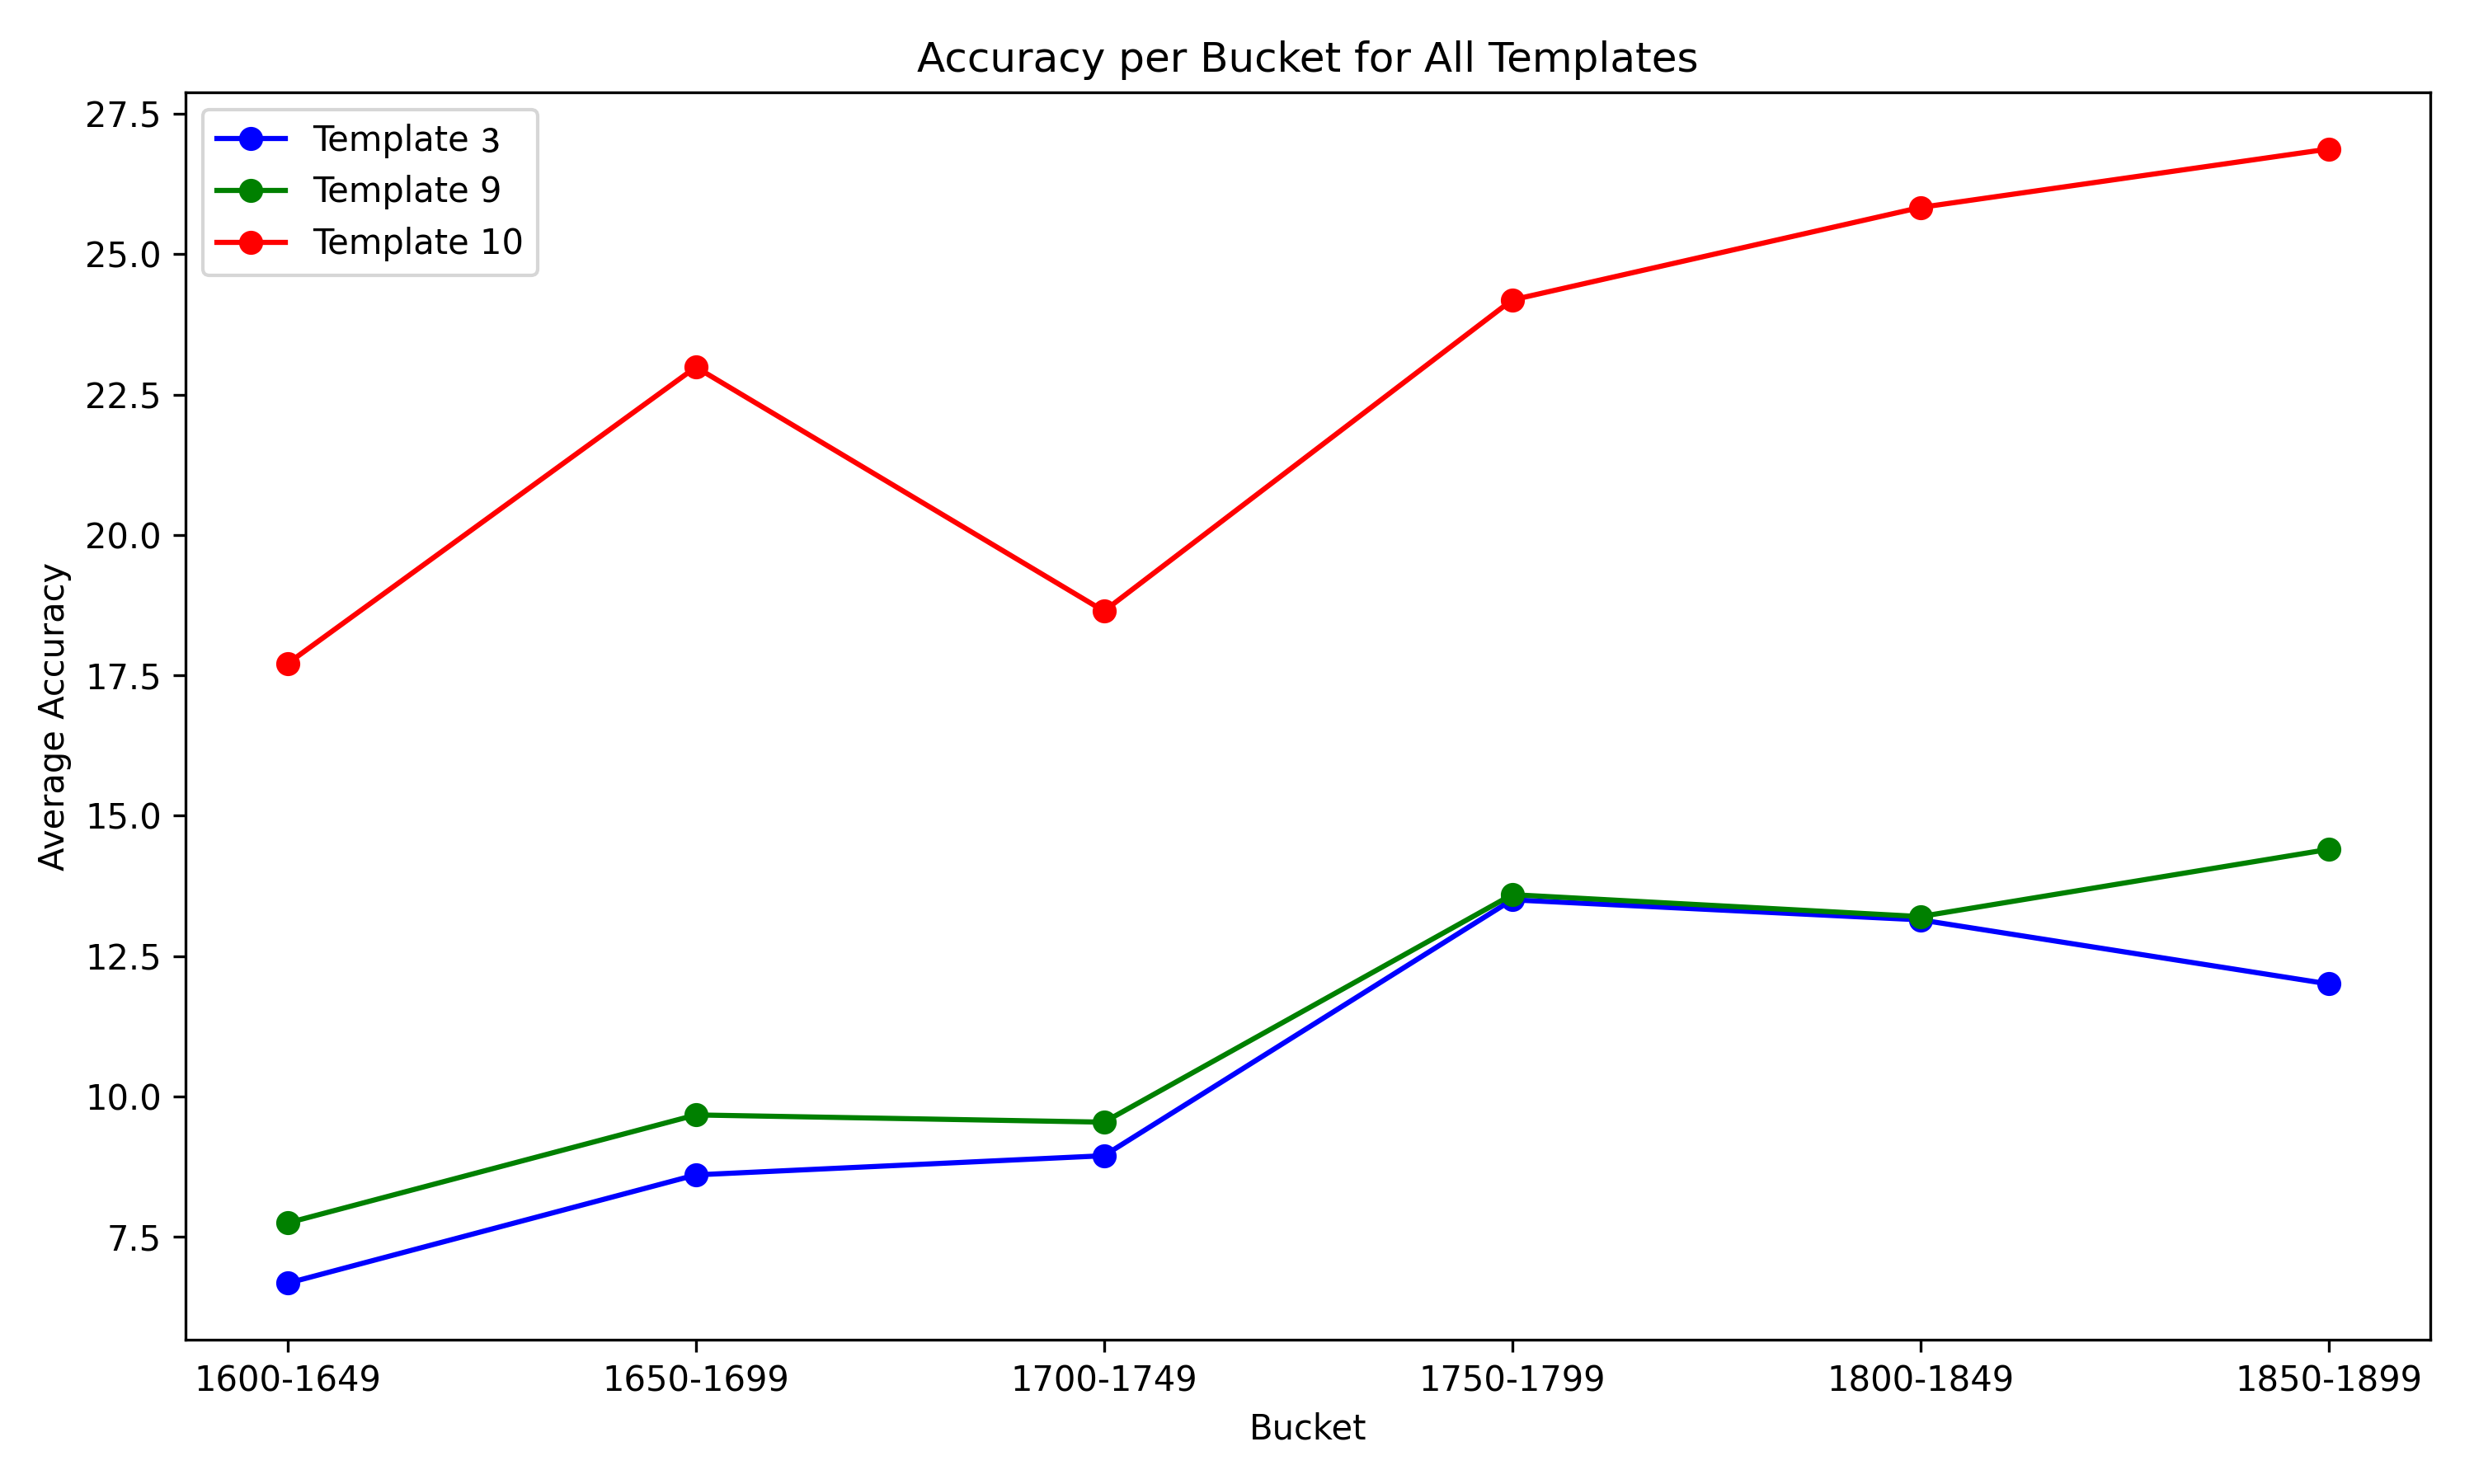 Accuracy per Bucket for All Templates
Template 3
Template 9
Template 10
27.5
25.0
22.5
20.0
17.5
15.0
12.5
10.0
7.5
Average Accuracy
1600-1649 1650-1699 1700-1749 1750-1799 1800-1849 1850-1899
Bucket